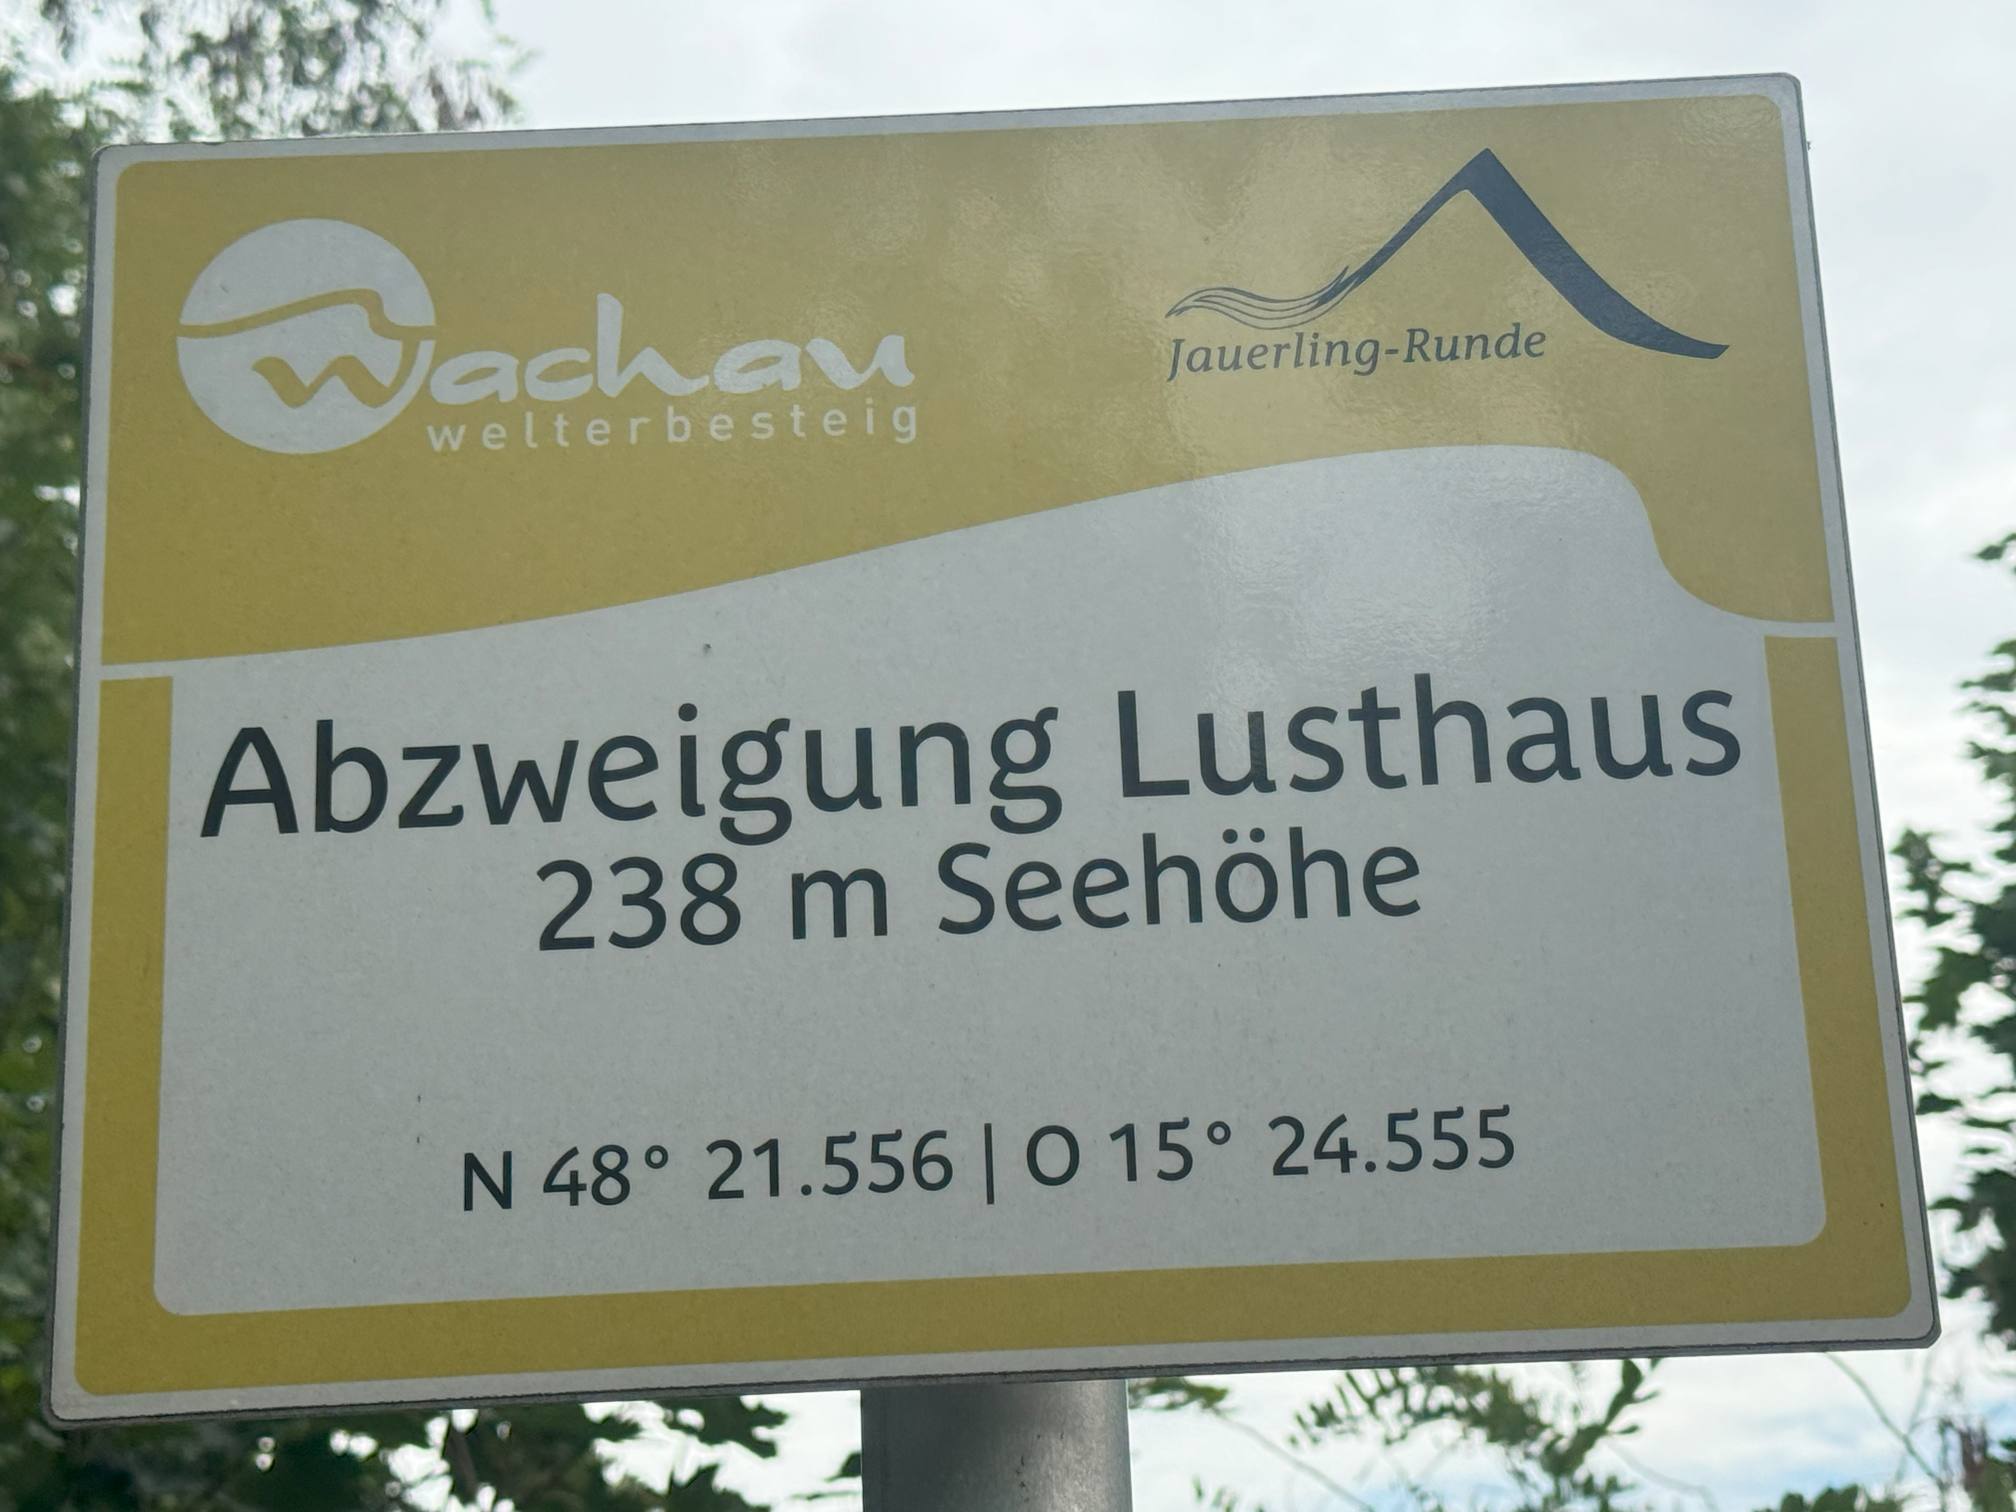 Wachau
welterbesteig
Jauerling-Runde
Abzweigung Lusthaus
238 m Seehöhe
N 48° 21.556 | O 15° 24.555